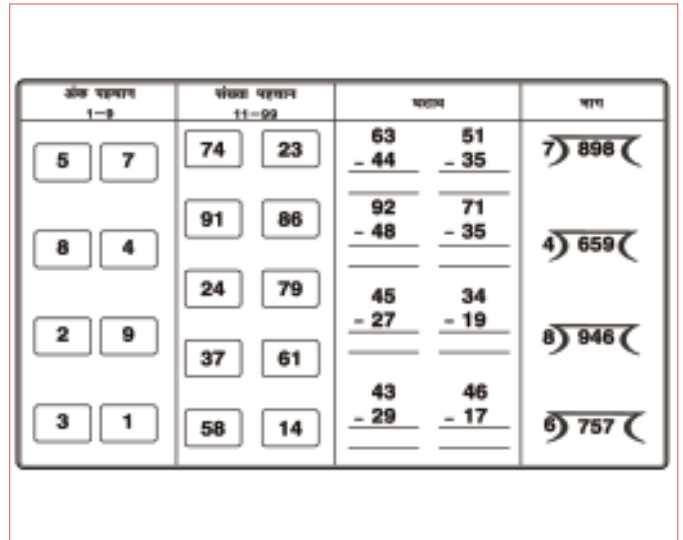 अंक पहचान
1–9
संख्या पहचान
11–99
घटाव
भाग
5 7
8 4
2 9
3 1
74 23
91 86
24 79
37 61
58 14
63 51
- 44 - 35
92 71
- 48 - 35
45 34
- 27 - 19
43 46
- 29 - 17
7) 898 (
4) 659 (
8) 946 (
6) 757 (